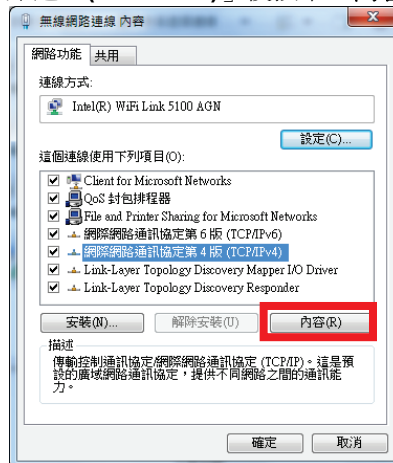 無線網路連線 內容
網路功能 共用
連線方式:
Intel(R) WiFi Link 5100 AGN
設定(C)...
這個連線使用下列項目(O):
Client for Microsoft Networks
QoS 封包排程器
File and Printer Sharing for Microsoft Networks
網際網路通訊協定第 6 版 (TCP/IPv6)
網際網路通訊協定第 4 版 (TCP/IPv4)
Link-Layer Topology Discovery Mapper I/O Driver
Link-Layer Topology Discovery Responder
安裝(N)... 解除安裝(U) 內容(R)
描述
傳輸控制通訊協定/網際網路通訊協定 (TCP/IP)。這是預
設的廣域網路通訊協定，提供不同網路之間的通訊能
力。
確定 取消